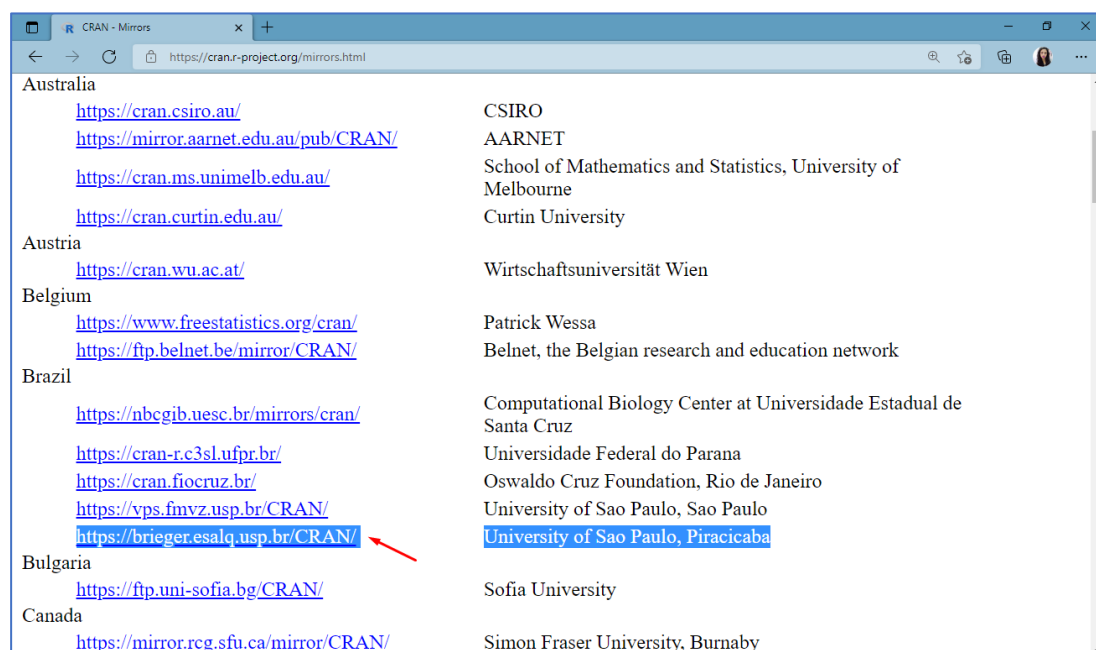 CRAN - Mirrors
https://cran.r-project.org/mirrors.html
Australia
https://cran.csiro.au/ CSIRO
https://mirror.aarnet.edu.au/pub/CRAN/ AARNET
https://cran.ms.unimelb.edu.au/ School of Mathematics and Statistics, University of
Melbourne
https://cran.curtin.edu.au/ Curtin University
Austria
https://cran.wu.ac.at/ Wirtschaftsuniversität Wien
Belgium
https://www.freestatistics.org/cran/ Patrick Wessa
https://ftp.belnet.be/mirror/CRAN/ Belnet, the Belgian research and education network
Brazil
https://nbcgib.uesc.br/mirrors/cran/ Computational Biology Center at Universidade Estadual de
Santa Cruz
https://cran-r.c3sl.ufpr.br/ Universidade Federal do Parana
https://cran.fiocruz.br/ Oswaldo Cruz Foundation, Rio de Janeiro
https://vps.fmvz.usp.br/CRAN/ University of Sao Paulo, Sao Paulo
https://brieger.esalq.usp.br/CRAN/ University of Sao Paulo, Piracicaba
Bulgaria
https://ftp.uni-sofia.bg/CRAN/ Sofia University
Canada
https://mirror.rcg.sfu.ca/mirror/CRAN/ Simon Fraser University, Burnaby